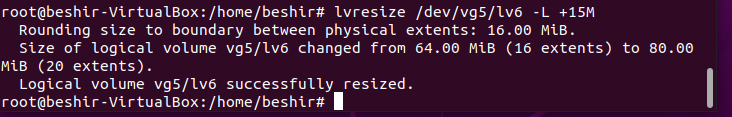 root@beshir-VirtualBox:/home/beshir# lvresize /dev/vg5/lv6 -L +15M
Rounding size to boundary between physical extents: 16.00 MiB.
Size of logical volume vg5/lv6 changed from 64.00 MiB (16 extents) to 80.00
MiB (20 extents).
Logical volume vg5/lv6 successfully resized.
root@beshir-VirtualBox:/home/beshir#